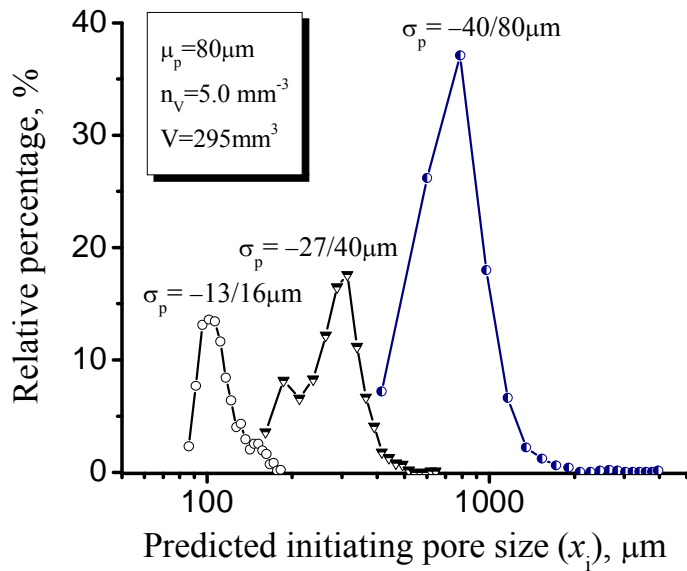 40
σp= –40/80μm
μp=80μm
nV=5.0 mm-3
V=295mm3
30
Relative percentage, %
20
σp= –27/40μm
σp= –13/16μm
10
0
100
1000
Predicted initiating pore size (xi), μm